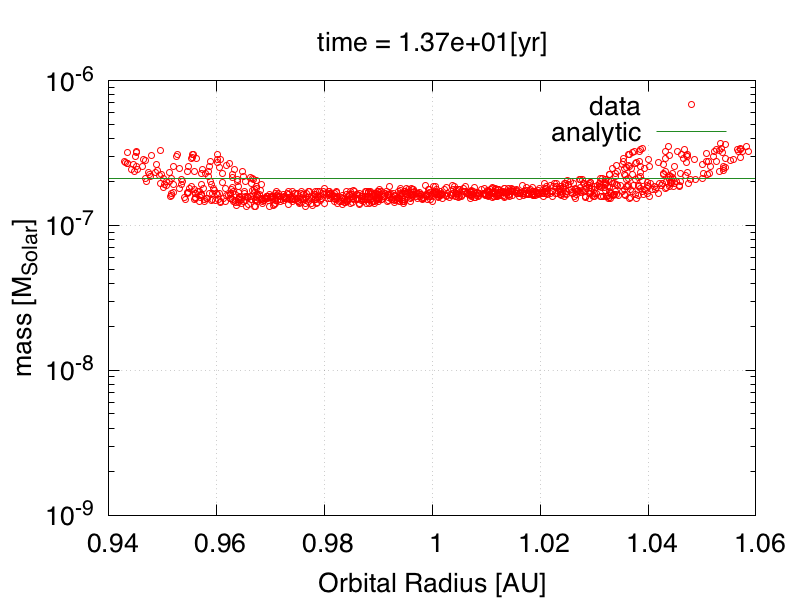 time = 1.37e+01[yr]
data
analytic
10^-6
10^-7
10^-8
10^-9
mass [M_Solar]
0.94 0.96 0.98 1 1.02 1.04 1.06
Orbital Radius [AU]